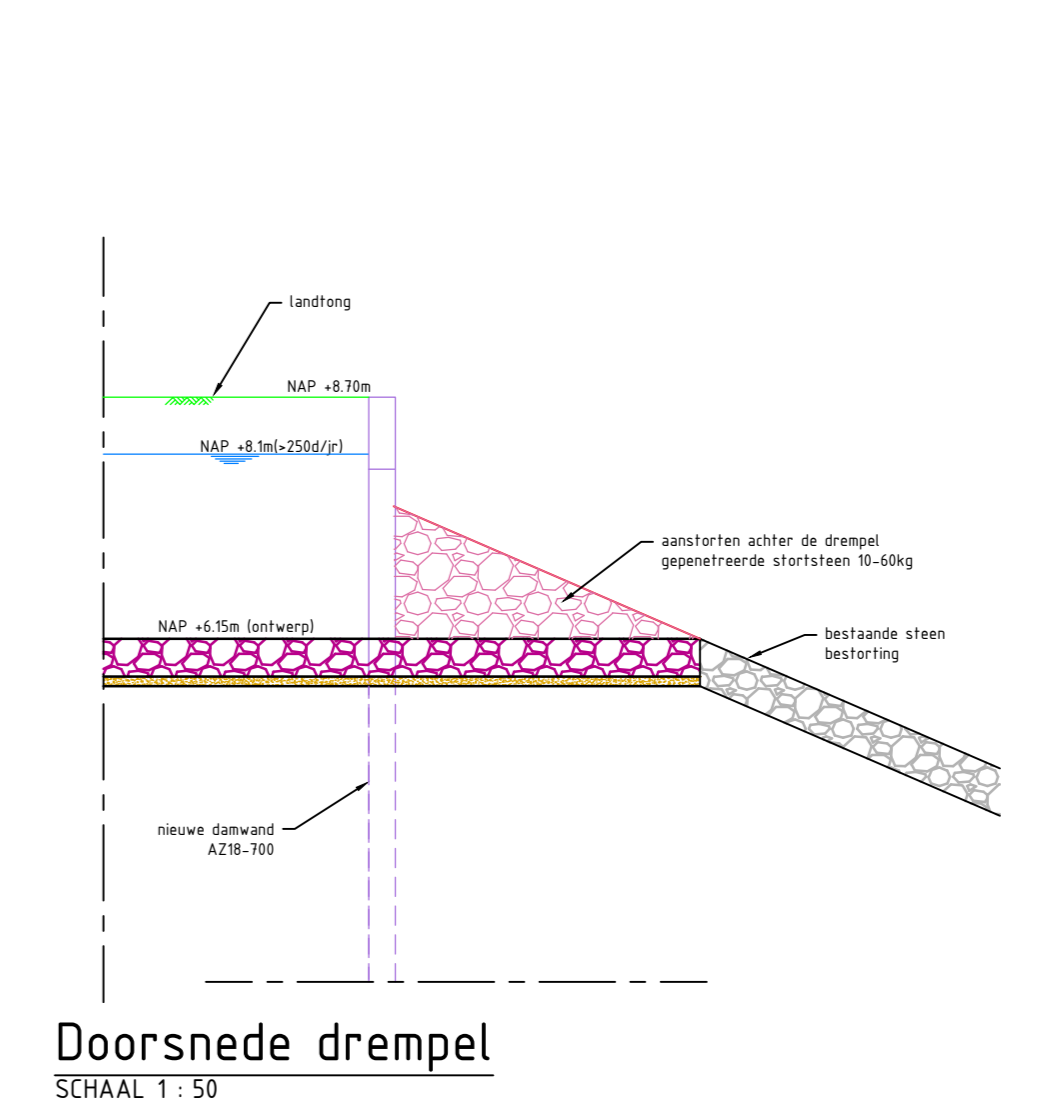 landtong
NAP +8.70m
NAP +8.1m(>250d/jr)
aanstorten achter de drempel
gepenetreerde stortsteen 10-60kg
NAP +6.15m (ontwerp)
bestaande steen
bestorting
nieuwe damwand
AZ18-700
Doorsnede drempel
SCHAAL 1 : 50